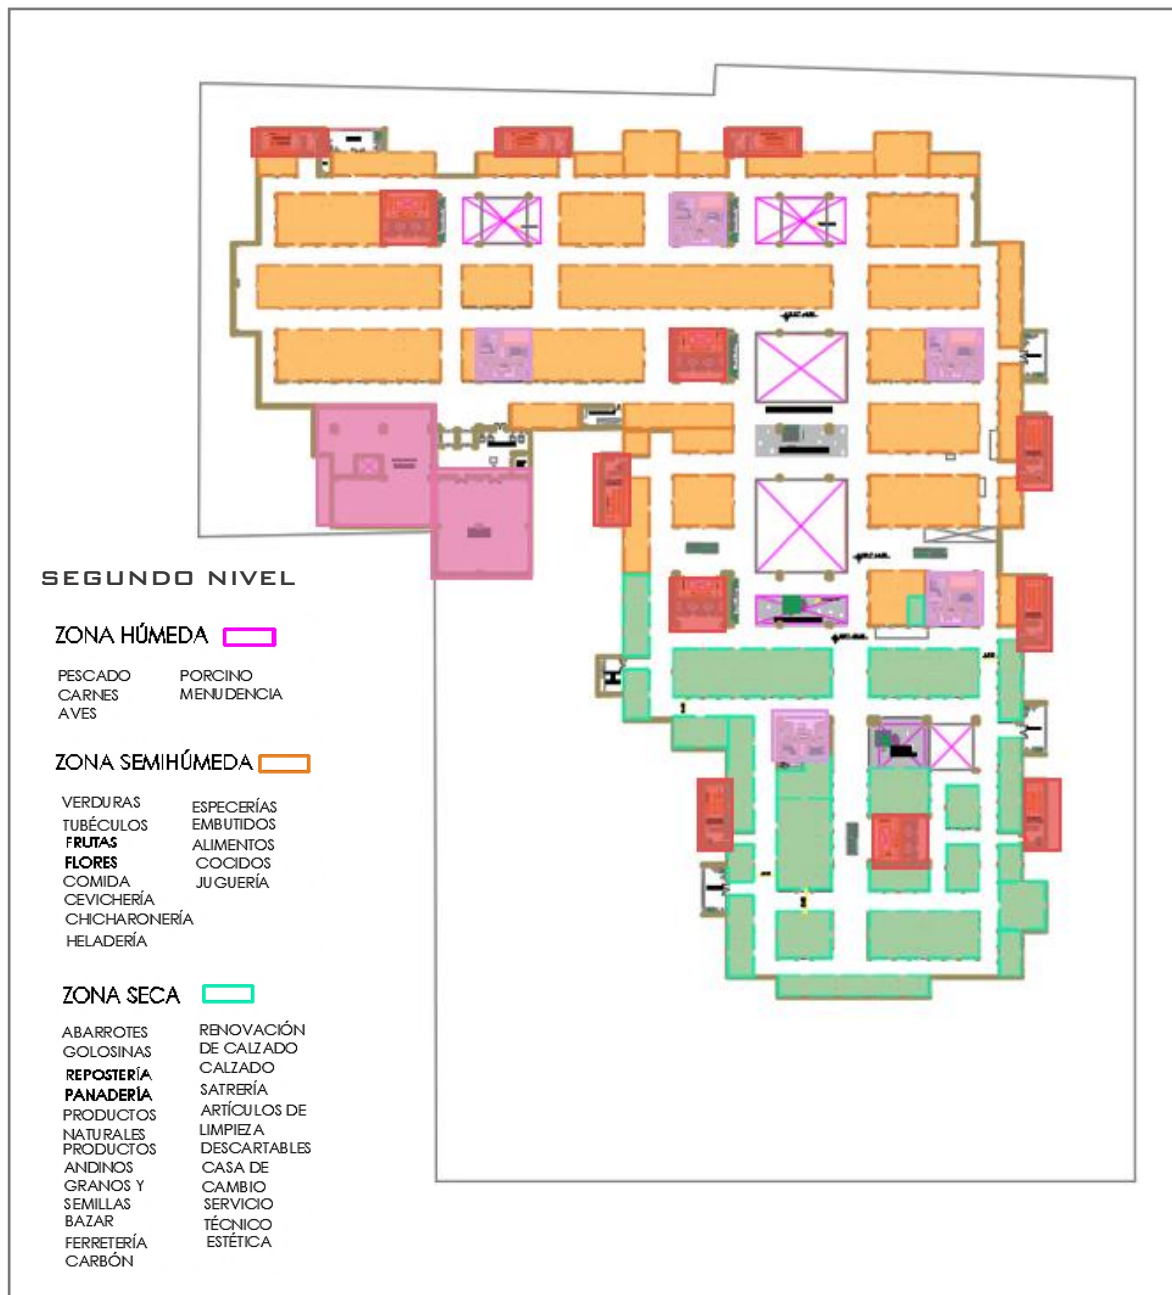 SEGUNDO NIVEL
ZONA HÚMEDA
PESCADO
CARNES
AVES
PORCINO
MENUDENCIA
ZONA SEMIHÚMEDA
VERDURAS
TUBÉCULOS
FRUTAS
FLORES
COMIDA
CEVICHERÍA
CHICHARONERÍA
HELADERÍA
ESPECERÍAS
EMBUTIDOS
ALIMENTOS
COCIDOS
JUGUERÍA
ZONA SECA
ABARROTES
GOLOSINAS
REPOSTERÍA
PANADERÍA
PRODUCTOS
NATURALES
PRODUCTOS
ANDINOS
GRANOS Y
SEMILLAS
BAZAR
FERRETERÍA
CARBÓN
RENOVACIÓN
DE CALZADO
CALZADO
SATRERÍA
ARTÍCULOS DE
LIMPIEZA
DESCARTABLES
CASA DE
CAMBIO
SERVICIO
TÉCNICO
ESTÉTICA